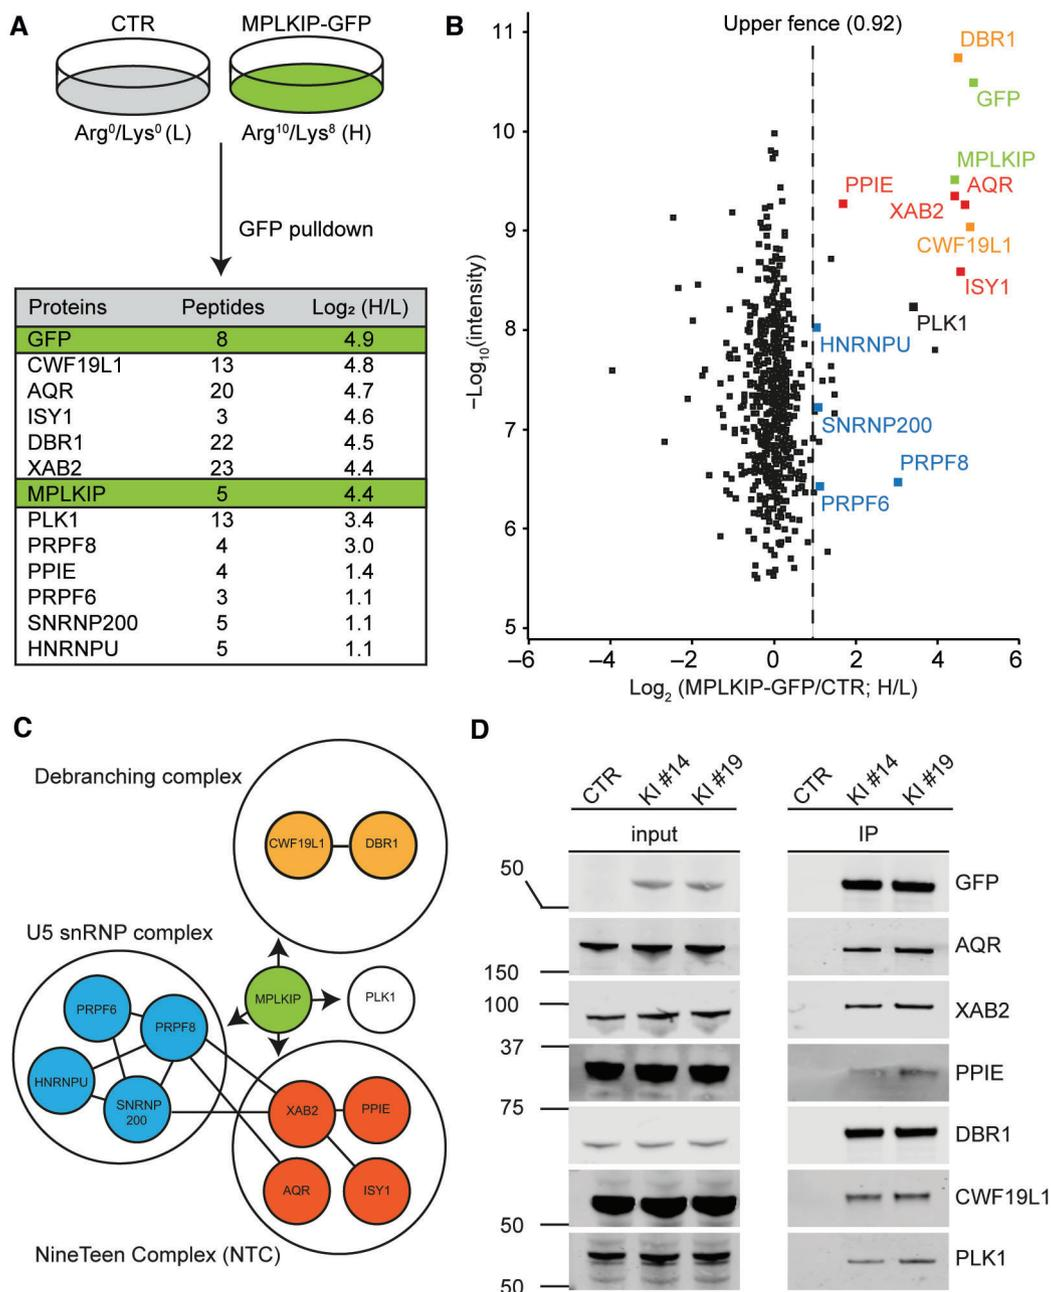 A
CTR
MPLKIP-GFP
Arg⁰/Lys⁰ (L)
Arg¹⁰/Lys⁸ (H)
GFP pulldown
Proteins Peptides Log₂ (H/L)
GFP 8 4.9
CWF19L1 13 4.8
AQR 20 4.7
ISY1 3 4.6
DBR1 22 4.5
XAB2 23 4.4
MPLKIP 5 4.4
PLK1 13 3.4
PRPF8 4 3.0
PPIE 4 1.4
PRPF6 3 1.1
SNRNP200 5 1.1
HNRNPU 5 1.1
B
Upper fence (0.92)
11
10
9
8
7
6
5
−Log₁₀(intensity)
DBR1
GFP
MPLKIP
PPIE
AQR
XAB2
CWF19L1
ISY1
PLK1
HNRNPU
SNRNP200
PRPF8
PRPF6
−6 −4 −2 0 2 4 6
Log₂ (MPLKIP-GFP/CTR; H/L)
C
Debranching complex
CWF19L1
DBR1
U5 snRNP complex
MPLKIP
PLK1
PRPF6
PRPF8
HNRNPU
SNRNP
200
XAB2
PPIE
AQR
ISY1
NineTeen Complex (NTC)
D
CTR
KI #14
KI #19
CTR
KI #14
KI #19
input
IP
50
GFP
AQR
150
100
XAB2
37
PPIE
75
DBR1
CWF19L1
50
PLK1
50